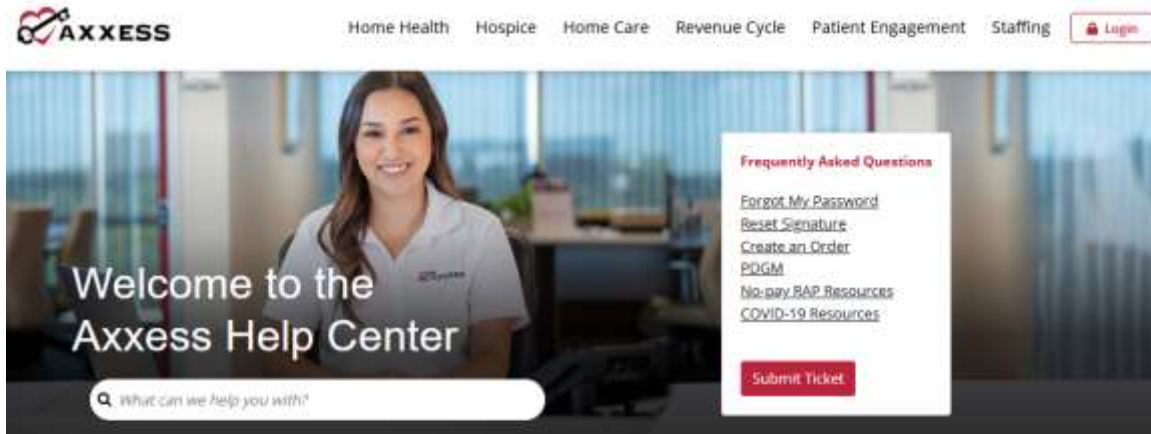 AXXESS
Home Health Hospice Home Care Revenue Cycle Patient Engagement Staffing Login
Frequently Asked Questions
Forgot My Password
Reset Signature
Create an Order
PDGM
No-pay RAP Resources
COVID-19 Resources
Submit Ticket
Axxess
Welcome to the
Axxess Help Center
What can we help you with?